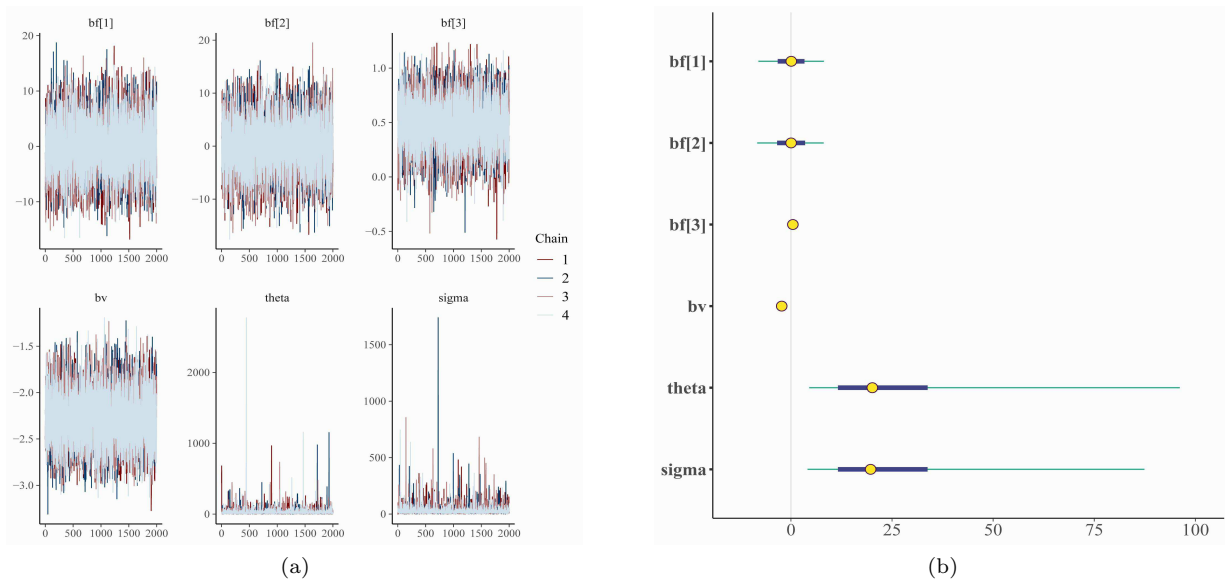 bf[1] bf[2] bf[3]
20
10
0
−10
0 500 1000 1500 2000
20
10
0
−10
0 500 1000 1500 2000
1.0
0.5
0.0
−0.5
0 500 1000 1500 2000
Chain
1
2
3
4
bv theta sigma
−1.5
−2.0
−2.5
−3.0
0 500 1000 1500 2000
2000
1000
0
0 500 1000 1500 2000
1500
1000
500
0
0 500 1000 1500 2000
(a)
bf[1]
bf[2]
bf[3]
bv
theta
sigma
0 25 50 75 100
(b)